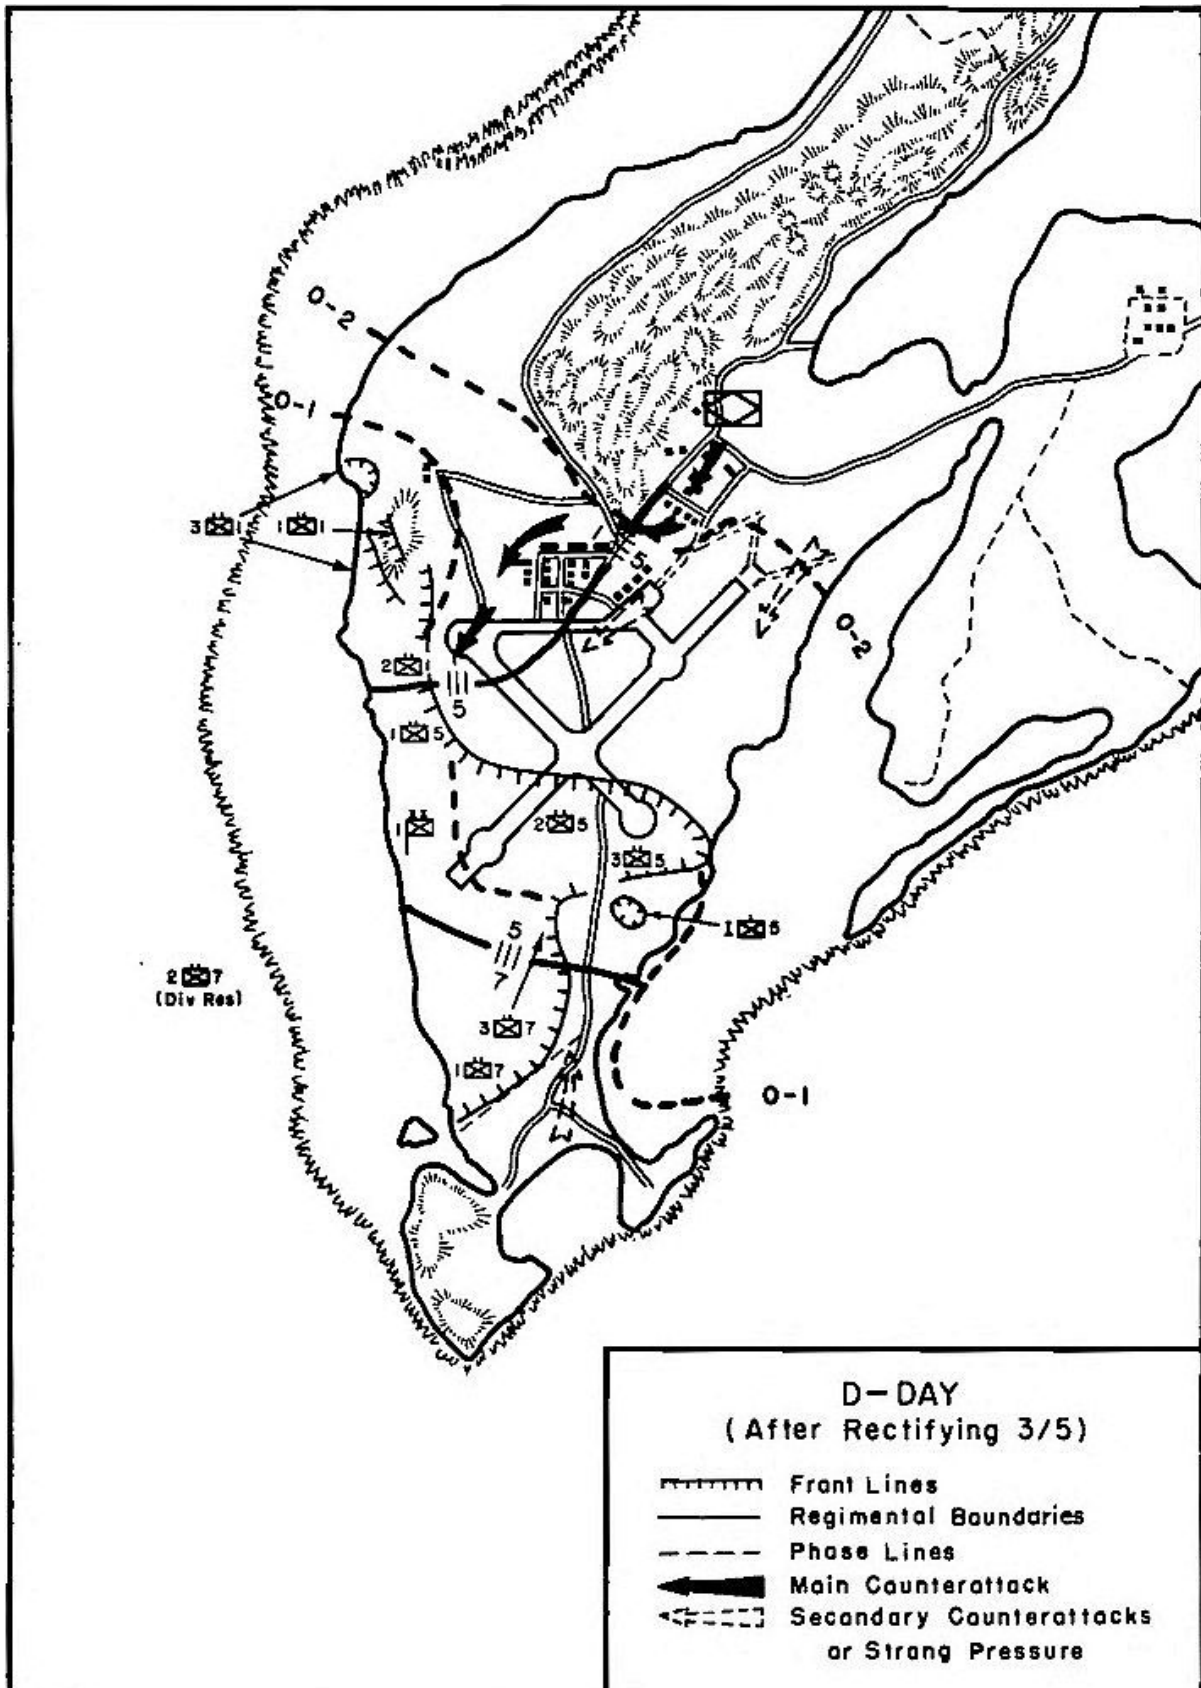 O-2
O-1
3 1
1 1
5
O-2
2
5
1 5
1
2 5
3 5
I 5
5
7
2 7
(Div Res)
3 7
1 7
O-1
D-DAY
(After Rectifying 3/5)
Front Lines
Regimental Boundaries
Phase Lines
Main Counterattack
Secondary Counterattacks
or Strong Pressure